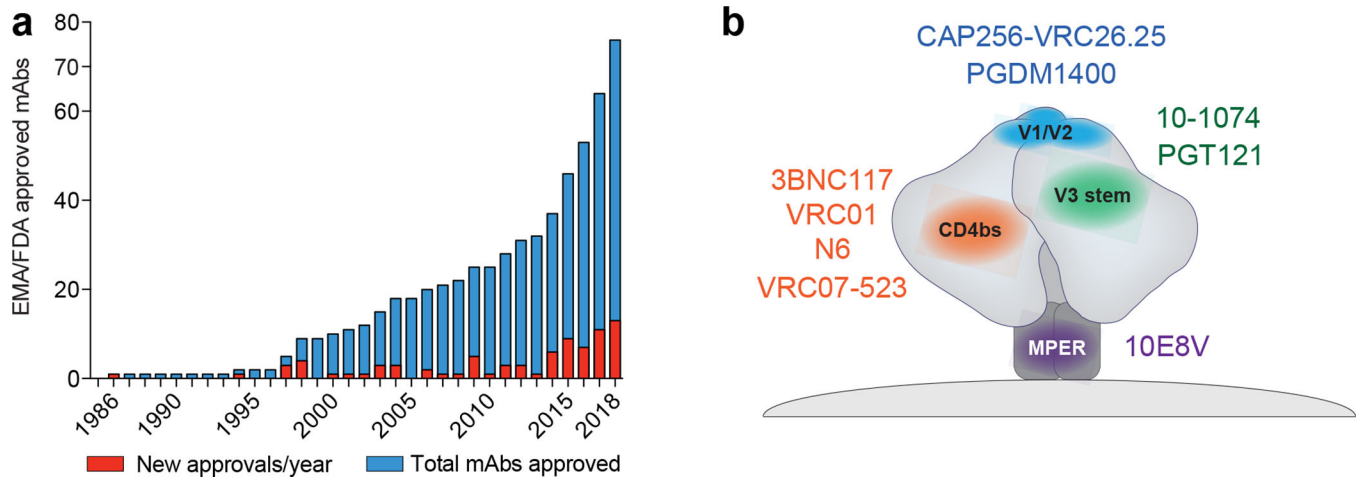 a
EMA/FDA approved mAbs
80
70
60
40
20
0
1986
1990
1995
2000
2005
2010
2015
2018
New approvals/year
Total mAbs approved
b
CAP256-VRC26.25
PGDM1400
V1/V2
10-1074
PGT121
3BNC117
VRC01
N6
VRC07-523
V3 stem
CD4bs
MPER
10E8V